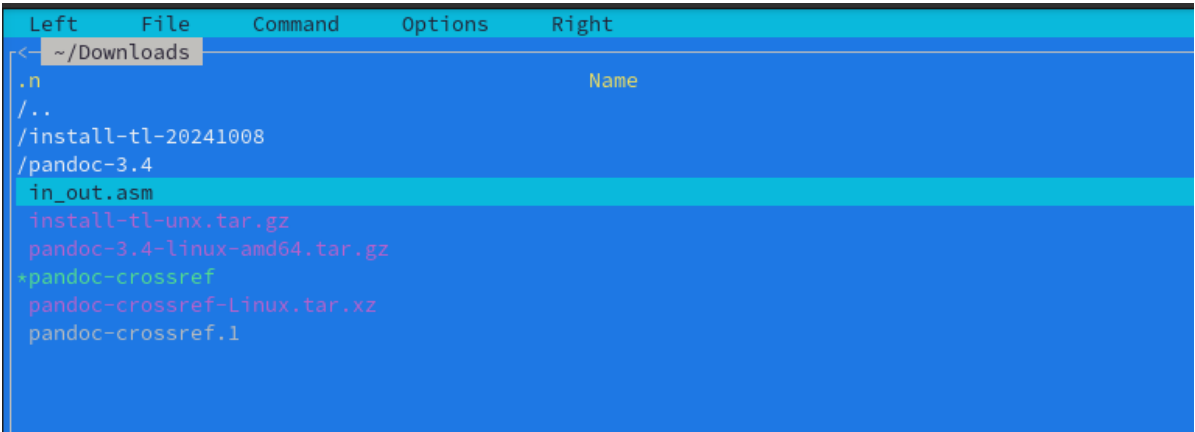 Left File Command Options Right
<─ ~/Downloads
.n Name
/..
/install-tl-20241008
/pandoc-3.4
in_out.asm
install-tl-unx.tar.gz
pandoc-3.4-linux-amd64.tar.gz
*pandoc-crossref
pandoc-crossref-Linux.tar.xz
pandoc-crossref.1